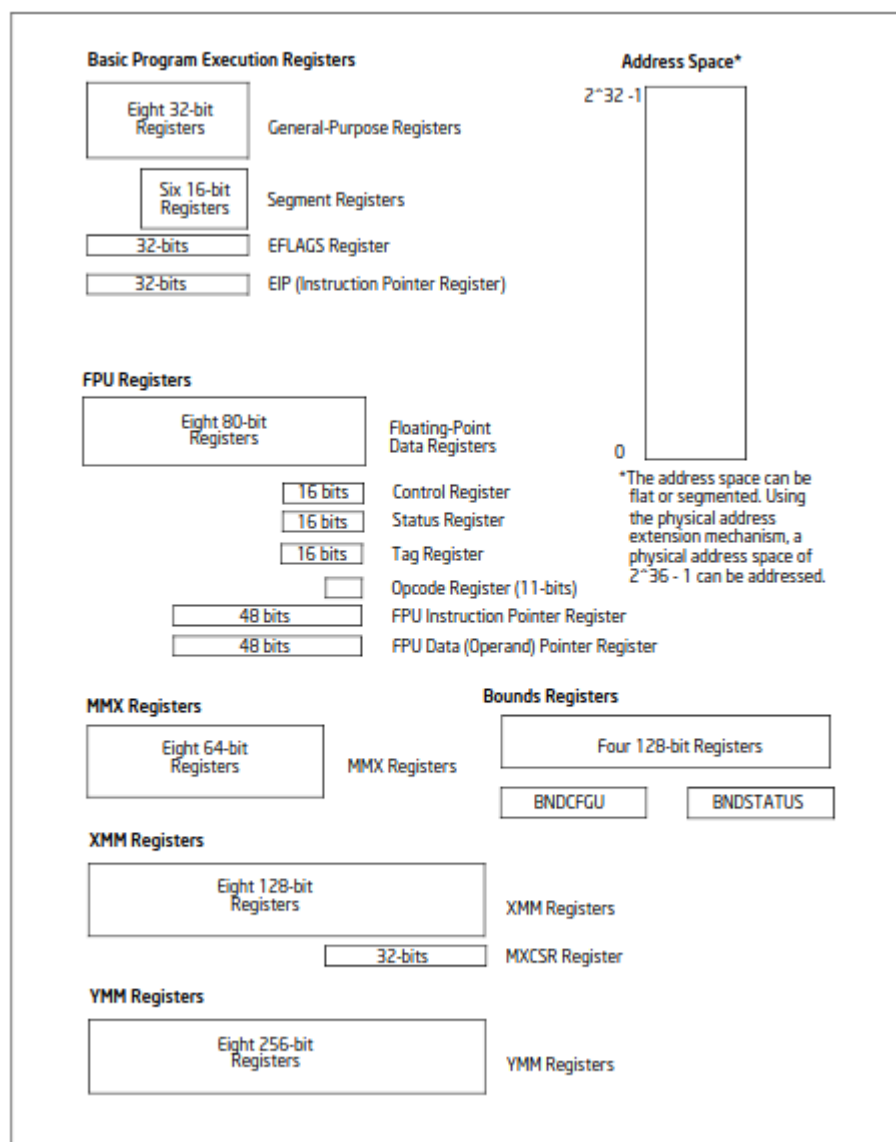 Basic Program Execution Registers
Address Space*
2^32 -1
Eight 32-bit
Registers
General-Purpose Registers
Six 16-bit
Registers
Segment Registers
32-bits
EFLAGS Register
32-bits
EIP (Instruction Pointer Register)
FPU Registers
Eight 80-bit
Registers
Floating-Point
Data Registers
0
*The address space can be
flat or segmented. Using
the physical address
extension mechanism, a
physical address space of
2^36 - 1 can be addressed.
16 bits
Control Register
16 bits
Status Register
16 bits
Tag Register
Opcode Register (11-bits)
48 bits
FPU Instruction Pointer Register
48 bits
FPU Data (Operand) Pointer Register
MMX Registers
Eight 64-bit
Registers
MMX Registers
Bounds Registers
Four 128-bit Registers
BNDCFGU
BNDSTATUS
XMM Registers
Eight 128-bit
Registers
XMM Registers
32-bits
MXCSR Register
YMM Registers
Eight 256-bit
Registers
YMM Registers